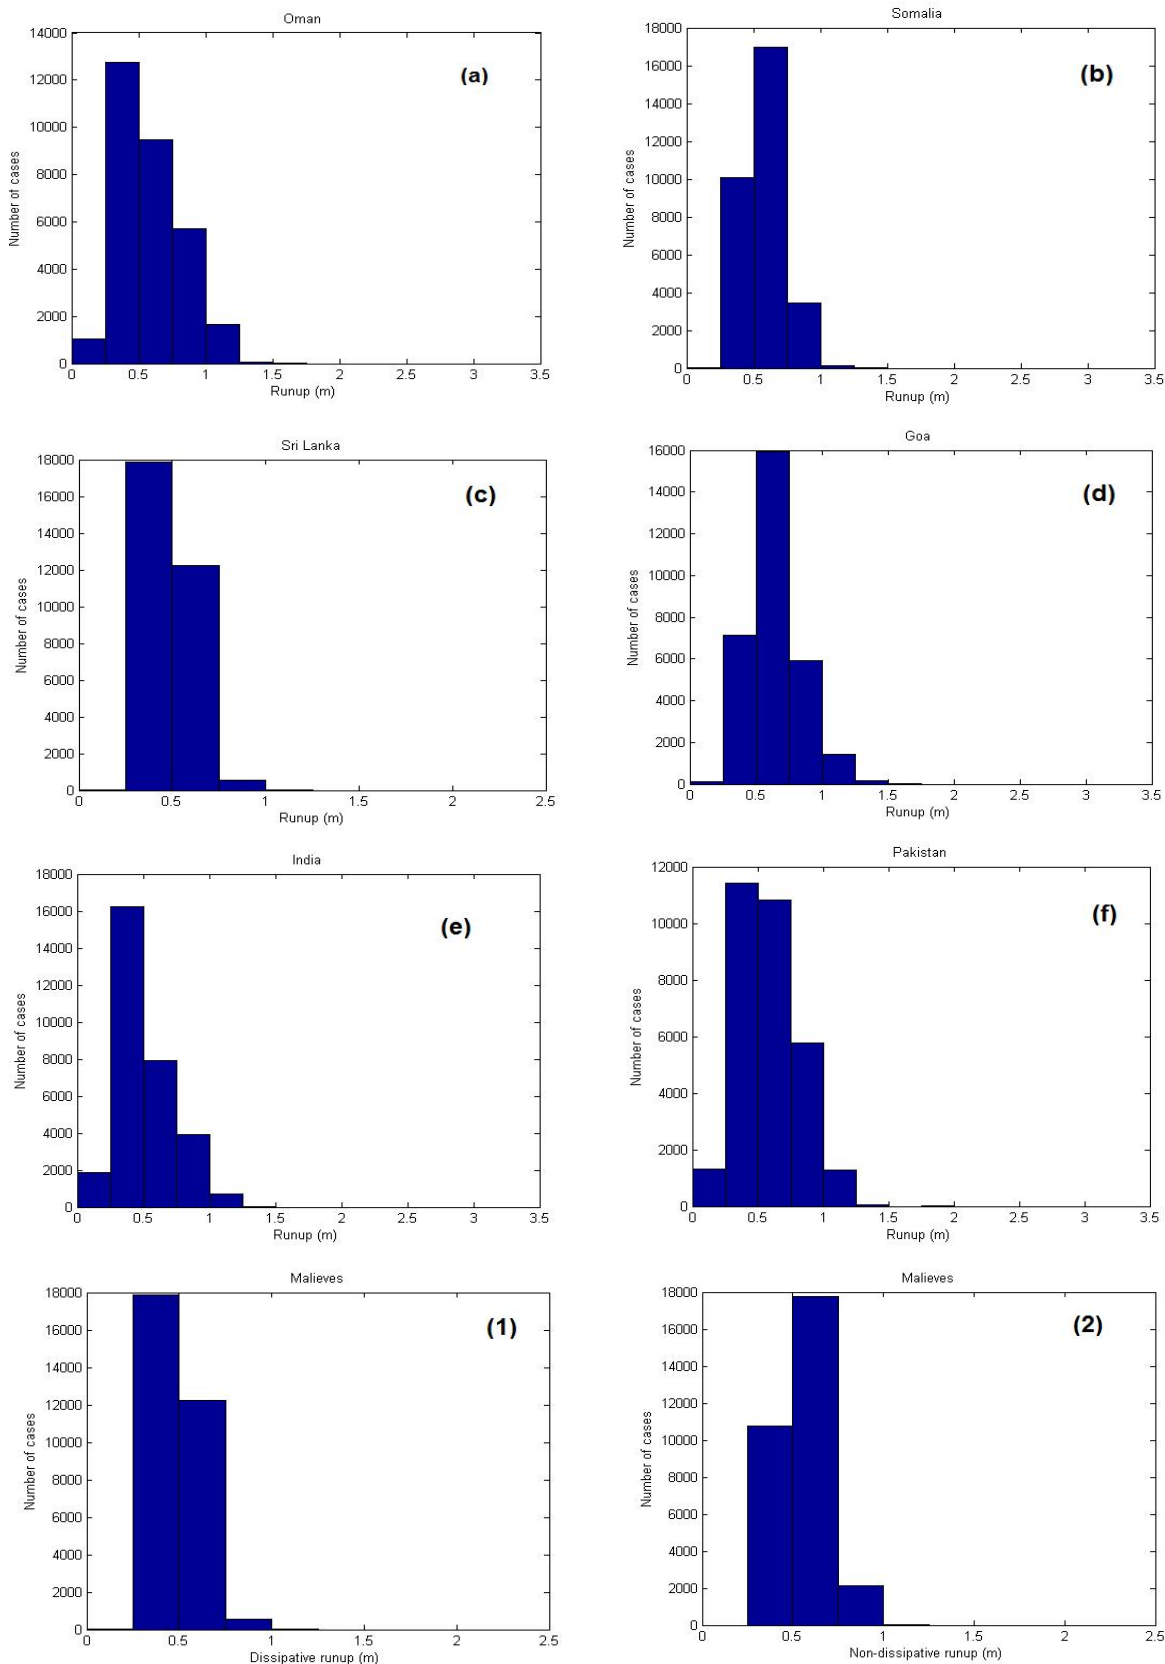 Oman
(a)
14000
12000
10000
8000
6000
4000
2000
0
0 0.5 1 1.5 2 2.5 3 3.5
Number of cases
Runup (m)
Somalia
(b)
18000
16000
14000
12000
10000
8000
6000
4000
2000
0
0 0.5 1 1.5 2 2.5 3 3.5
Number of cases
Runup (m)
Sri Lanka
(c)
18000
16000
14000
12000
10000
8000
6000
4000
2000
0
0 0.5 1 1.5 2 2.5
Number of cases
Runup (m)
Goa
(d)
16000
14000
12000
10000
8000
6000
4000
2000
0
0 0.5 1 1.5 2 2.5 3 3.5
Number of cases
Runup (m)
India
(e)
18000
16000
14000
12000
10000
8000
6000
4000
2000
0
0 0.5 1 1.5 2 2.5 3 3.5
Number of cases
Runup (m)
Pakistan
(f)
12000
10000
8000
6000
4000
2000
0
0 0.5 1 1.5 2 2.5 3 3.5
Number of cases
Runup (m)
Malieves
(1)
18000
16000
14000
12000
10000
8000
6000
4000
2000
0
0 0.5 1 1.5 2 2.5
Number of cases
Dissipative runup (m)
Malieves
(2)
18000
16000
14000
12000
10000
8000
6000
4000
2000
0
0 0.5 1 1.5 2 2.5
Number of cases
Non-dissipative runup (m)